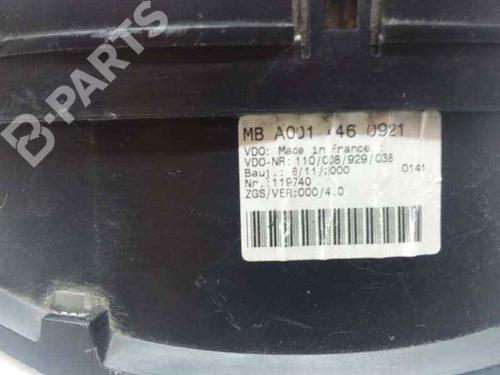 B-PARTS
MB A001 446 0921
VDO: Made in France :
VDO-NR: 110/008/929/038
Bauj.: 8/11/2000 0141
Nr.:119740
ZGS/VER:000/4.0